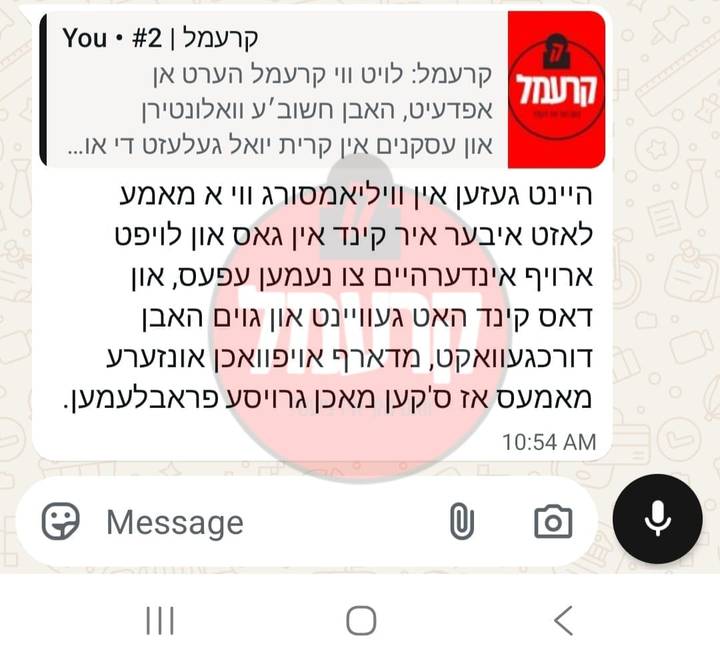 You • #2 | קרעמל
קרעמל: לויט ווי קרעמל הערט אן
אפדעיט, האבן חשוב׳ע וואלונטירן
און עסקנים אין קרית יואל געלעזט די או...
קרעמל
היינט געזען אין וויליאמסורג ווי א מאמע
לאזט איבער איר קינד אין גאס און לויפט
ארויף אינדערהיים צו נעמען עפעס, און
דאס קינד האט געוויינט און גוים האבן
דורכגעוואקט, מדארף אויפוואכן אונזערע
מאמעס אז ס'קען מאכן גרויסע פראבלעמען.
קרעמל
10:54 AM
Message